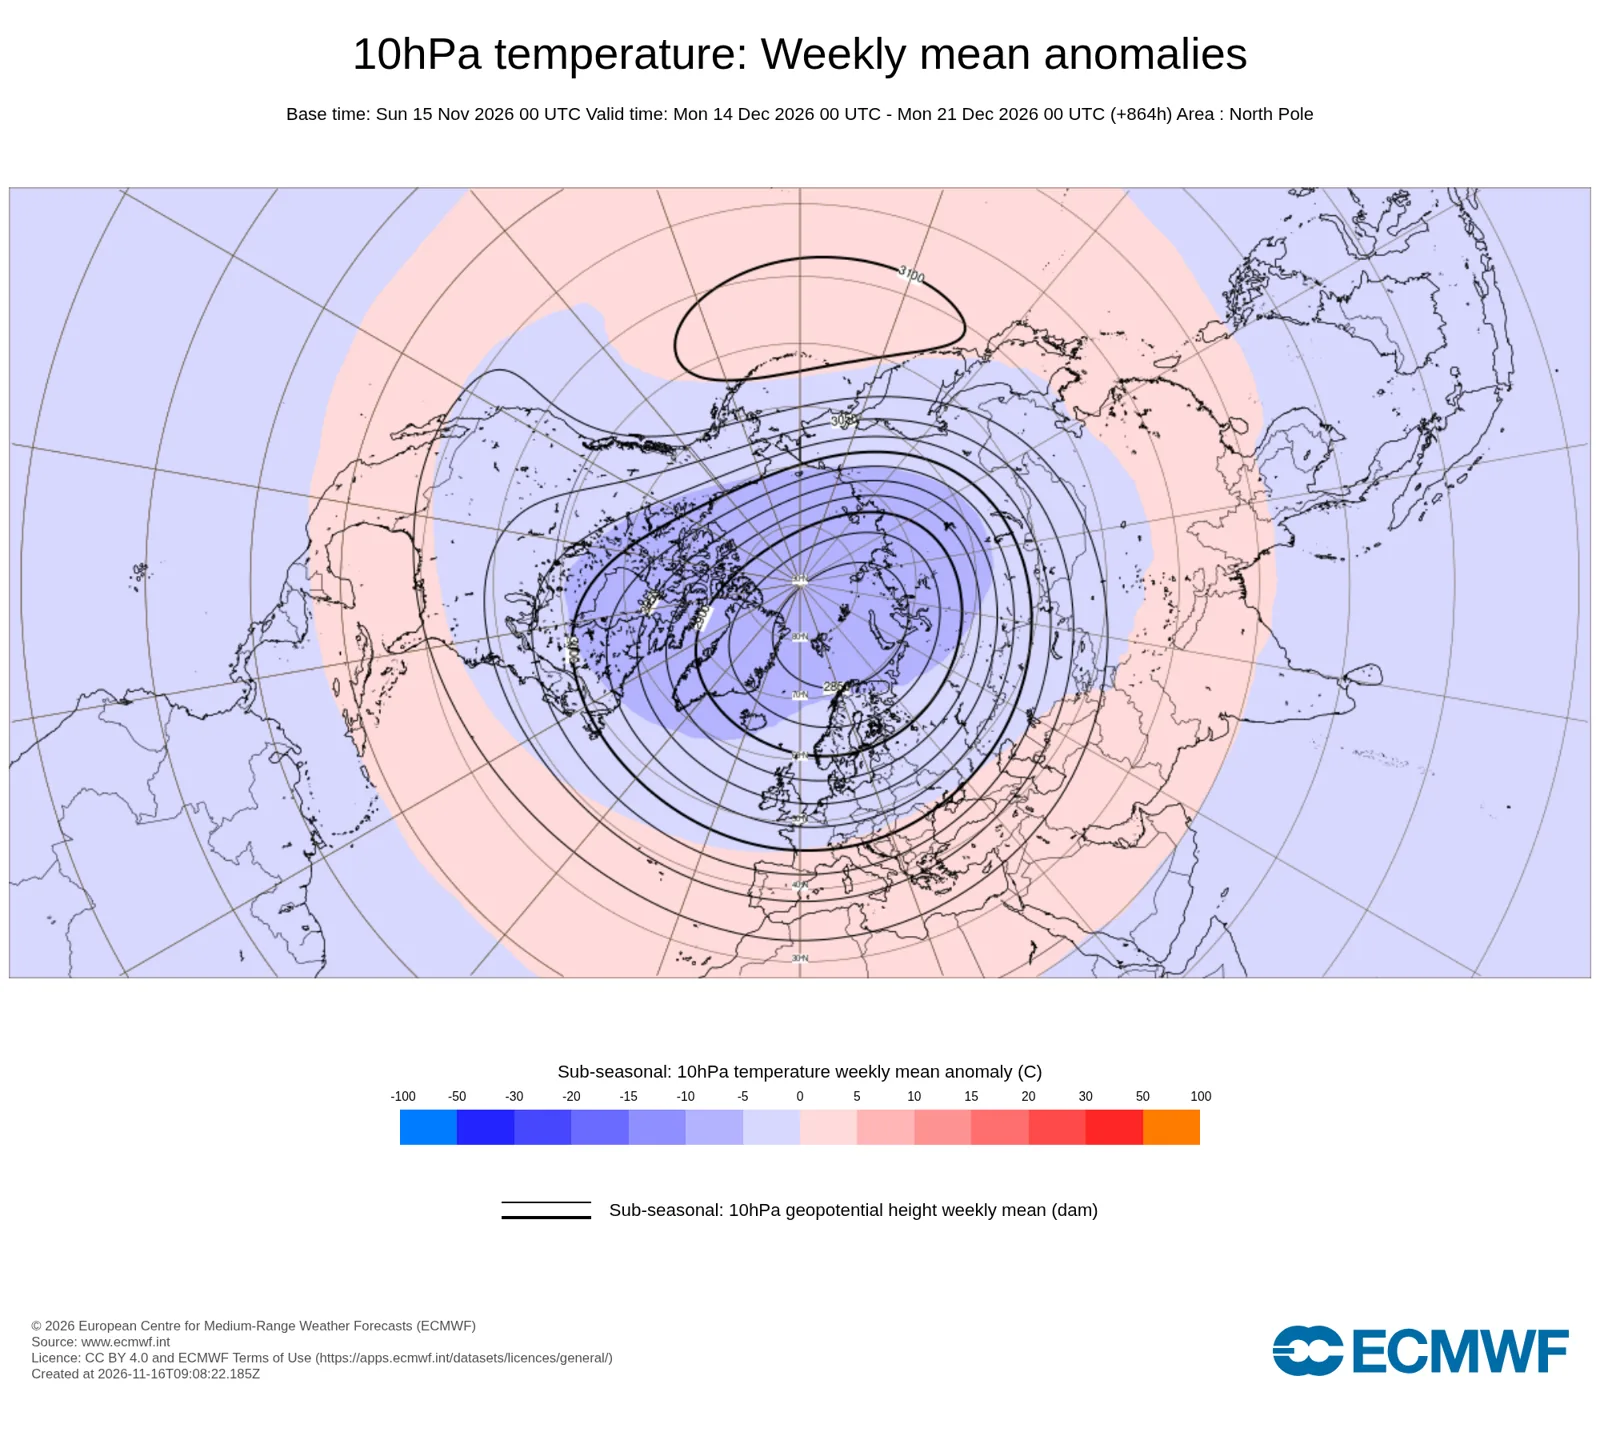 10hPa temperature: Weekly mean anomalies
Base time: Sun 15 Nov 2026 00 UTC Valid time: Mon 14 Dec 2026 00 UTC - Mon 21 Dec 2026 00 UTC (+864h) Area : North Pole
3100
80°N
70°N
40°N
30°N
Sub-seasonal: 10hPa temperature weekly mean anomaly (C)
-100 -50 -30 -20 -15 -10 -5 0 5 10 15 20 30 50 100
Sub-seasonal: 10hPa geopotential height weekly mean (dam)
© 2026 European Centre for Medium-Range Weather Forecasts (ECMWF)
Source: www.ecmwf.int
Licence: CC BY 4.0 and ECMWF Terms of Use (https://apps.ecmwf.int/datasets/licences/general/)
Created at 2026-11-16T09:08:22.185Z
ECMWF